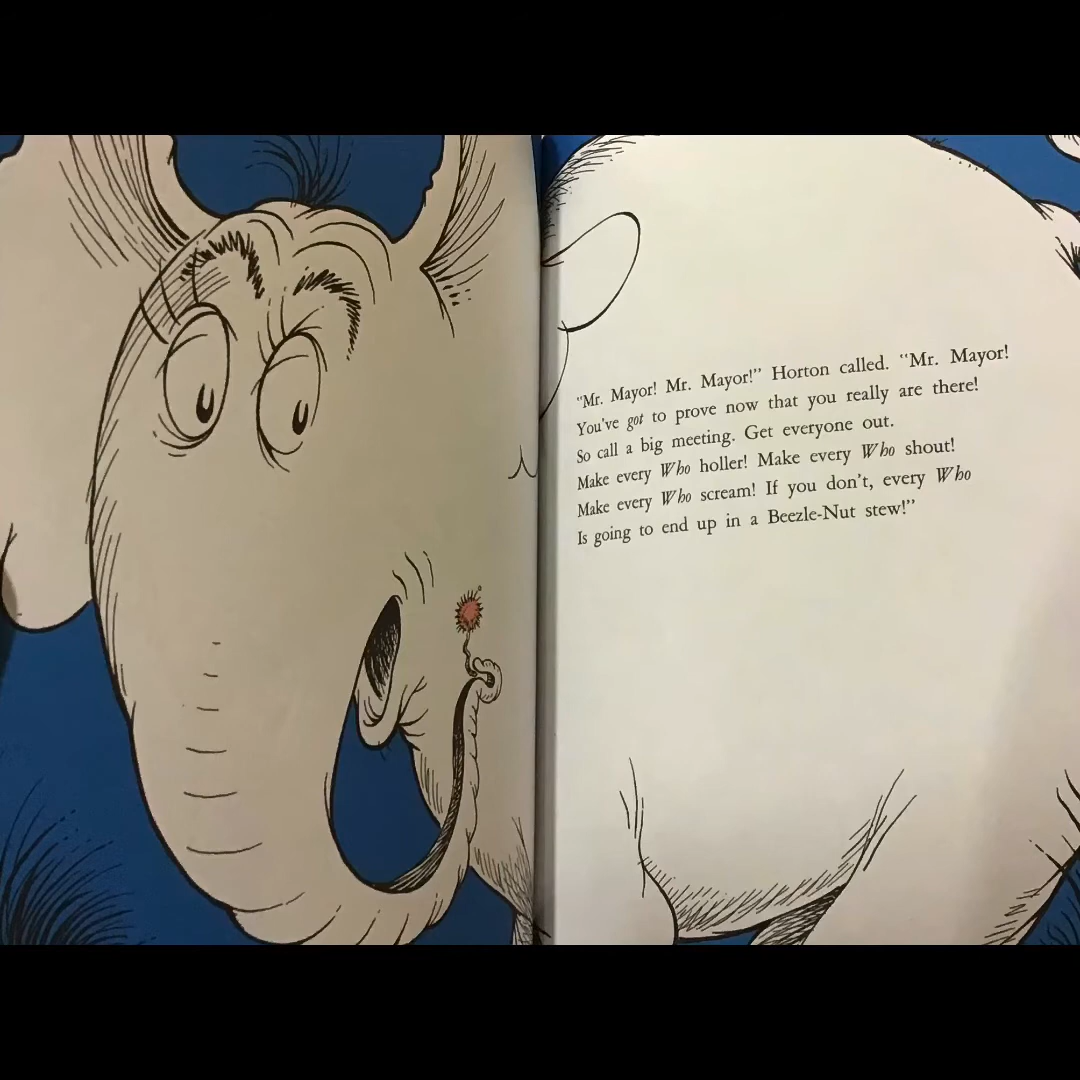 "Mr. Mayor! Mr. Mayor!" Horton called. "Mr. Mayor!
You've got to prove now that you really are there!
So call a big meeting. Get everyone out.
Make every Who holler! Make every Who shout!
Make every Who scream! If you don't, every Who
Is going to end up in a Beezle-Nut stew!"